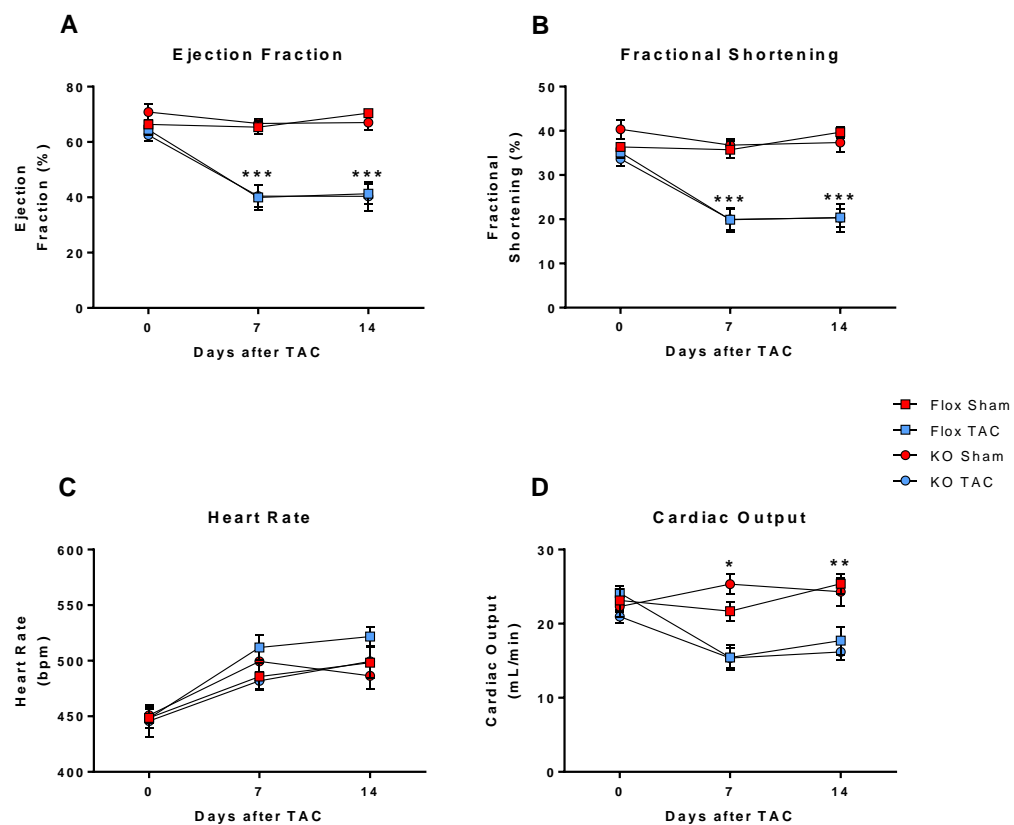 A
Ejection Fraction
80
60
40
20
0
Ejection
Fraction (%)
***
***
0
7
14
Days after TAC
B
Fractional Shortening
50
40
30
20
10
0
Fractional
Shortening (%)
***
***
0
7
14
Days after TAC
Flox Sham
Flox TAC
KO Sham
KO TAC
C
Heart Rate
600
550
500
450
400
Heart Rate
(bpm)
0
7
14
Days after TAC
D
Cardiac Output
30
20
10
0
Cardiac Output
(mL/min)
*
**
0
7
14
Days after TAC